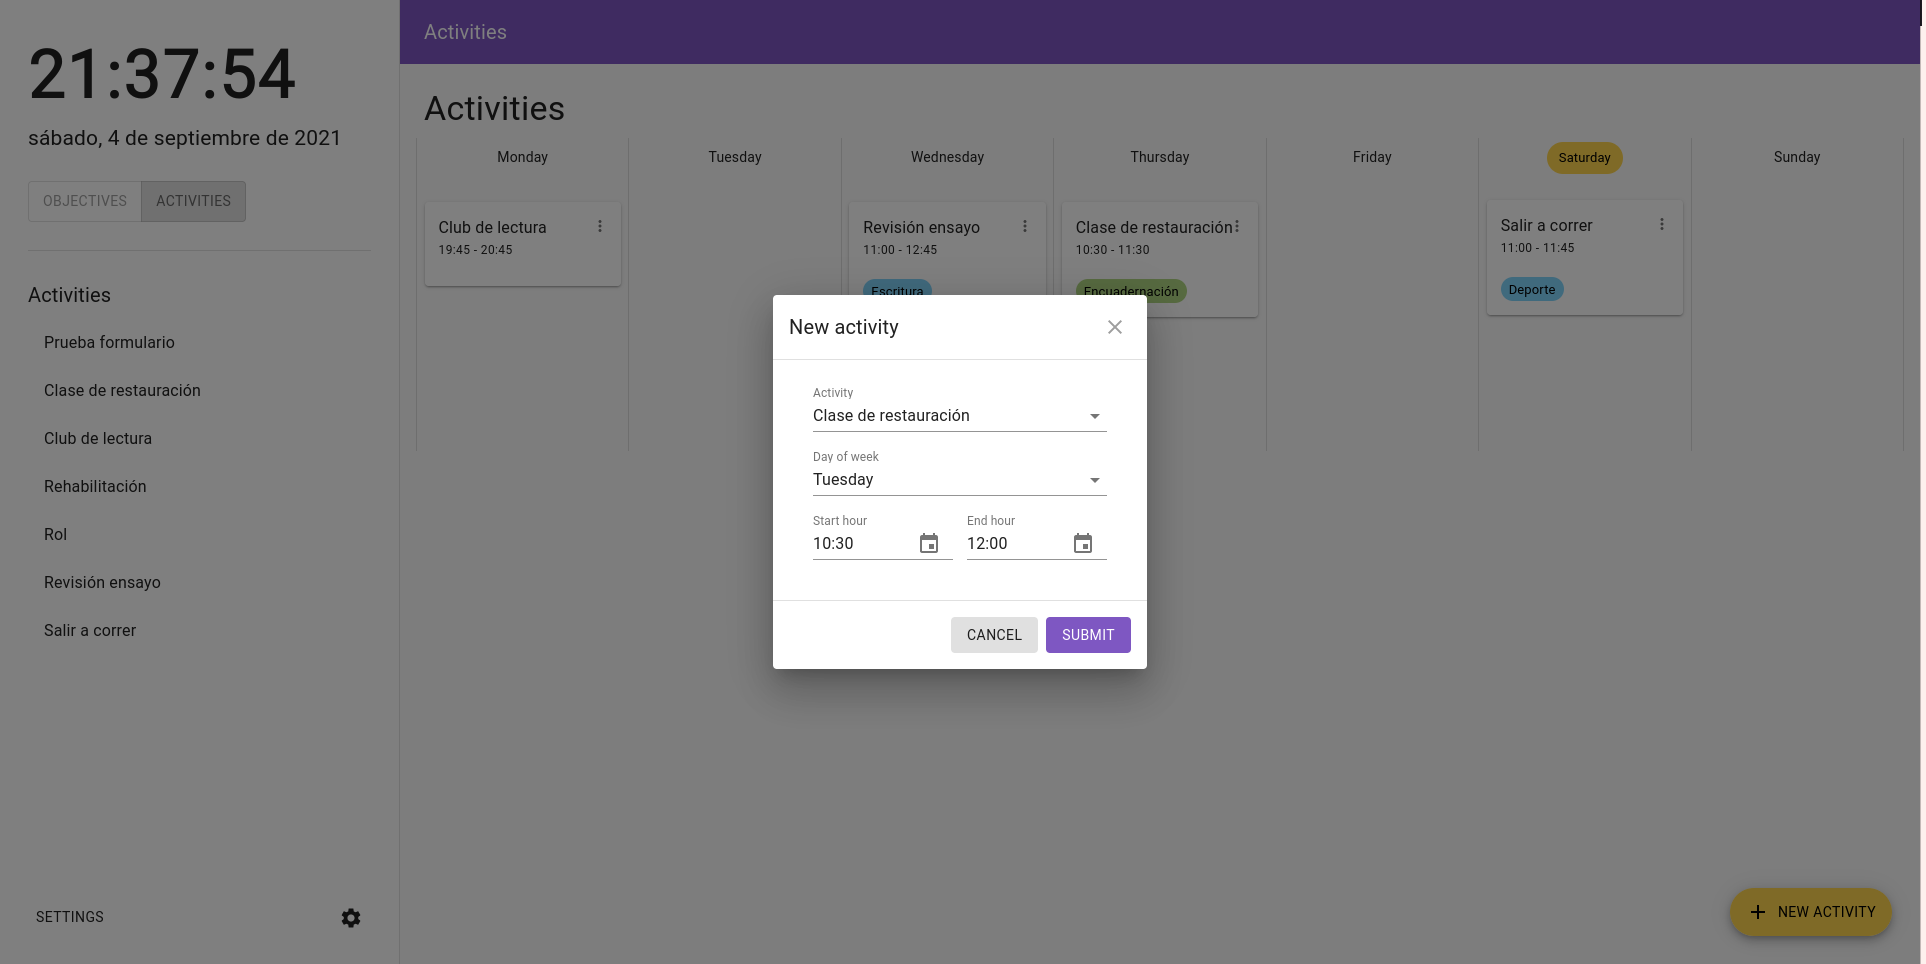 21:37:54
sábado, 4 de septiembre de 2021
OBJECTIVES ACTIVITIES
Activities
Prueba formulario
Clase de restauración
Club de lectura
Rehabilitación
Rol
Revisión ensayo
Salir a correr
SETTINGS
Activities
Activities
Monday Tuesday Wednesday Thursday Friday Saturday Sunday
Club de lectura
19:45 - 20:45
Revisión ensayo
11:00 - 12:45
Escritura
Clase de restauración
10:30 - 11:30
Encuadernación
Salir a correr
11:00 - 11:45
Deporte
New activity
Activity
Clase de restauración
Day of week
Tuesday
Start hour End hour
10:30 12:00
CANCEL SUBMIT
NEW ACTIVITY